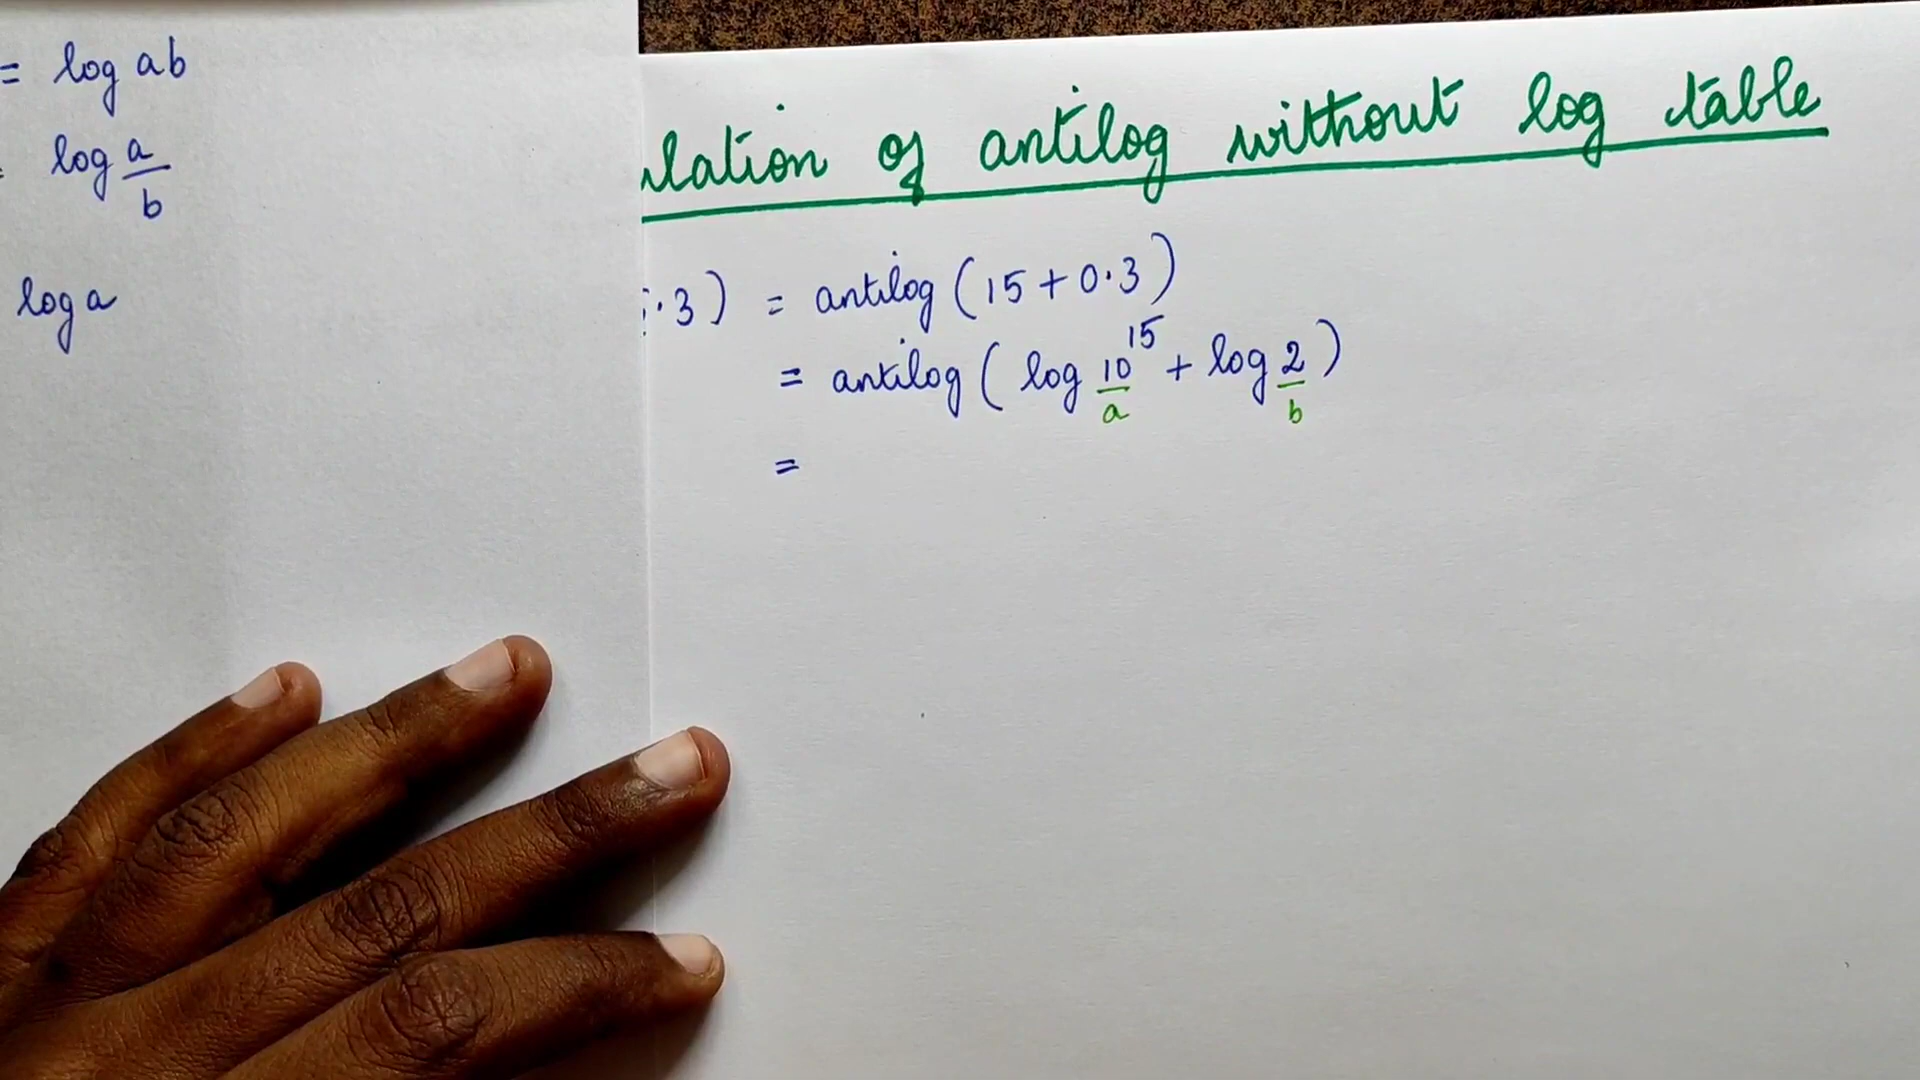 = log ab
= log a/b
log a
lation of antilog without log table
.3) = antilog (15 + 0.3)
= antilog ( log 10^15 + log 2 )
a b
=